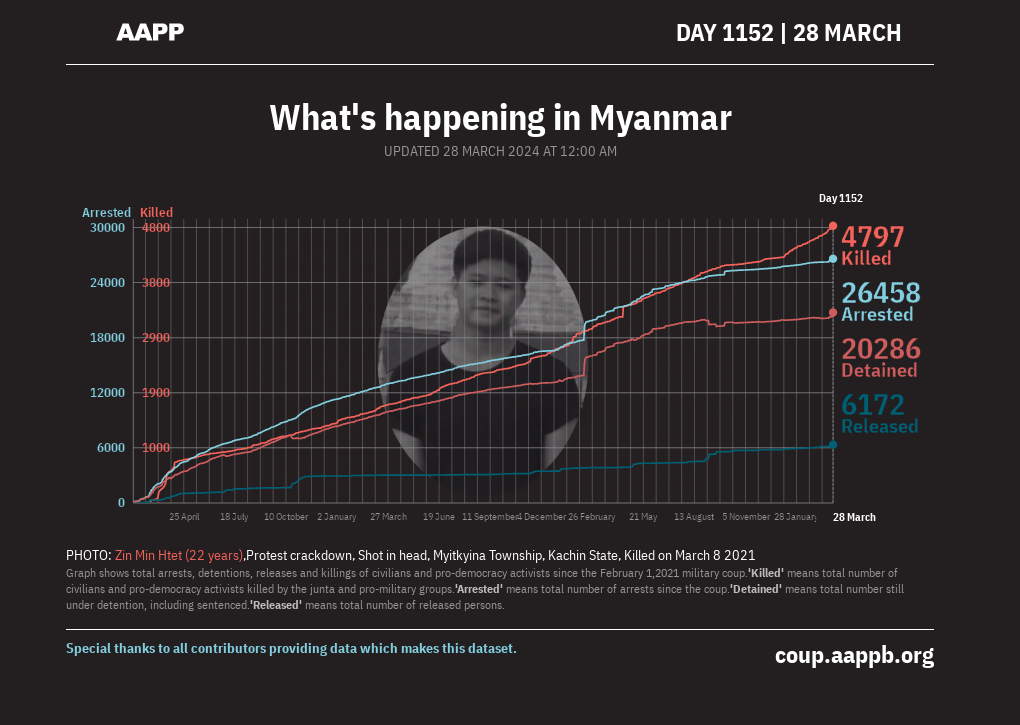 AAPP
DAY 1152 | 28 MARCH
What's happening in Myanmar
UPDATED 28 MARCH 2024 AT 12:00 AM
Day 1152
Arrested Killed
30000 4800
24000 3800
18000 2900
12000 1900
6000 1000
0
4797
Killed
26458
Arrested
20286
Detained
6172
Released
25 April 18 July 10 October 2 January 27 March 19 June 11 September 4 December 26 February 21 May 13 August 5 November 28 January 28 March
PHOTO: Zin Min Htet (22 years),Protest crackdown, Shot in head, Myitkyina Township, Kachin State, Killed on March 8 2021
Graph shows total arrests, detentions, releases and killings of civilians and pro-democracy activists since the February 1,2021 military coup.'Killed' means total number of
civilians and pro-democracy activists killed by the junta and pro-military groups.'Arrested' means total number of arrests since the coup.'Detained' means total number still
under detention, including sentenced.'Released' means total number of released persons.
Special thanks to all contributors providing data which makes this dataset.
coup.aappb.org